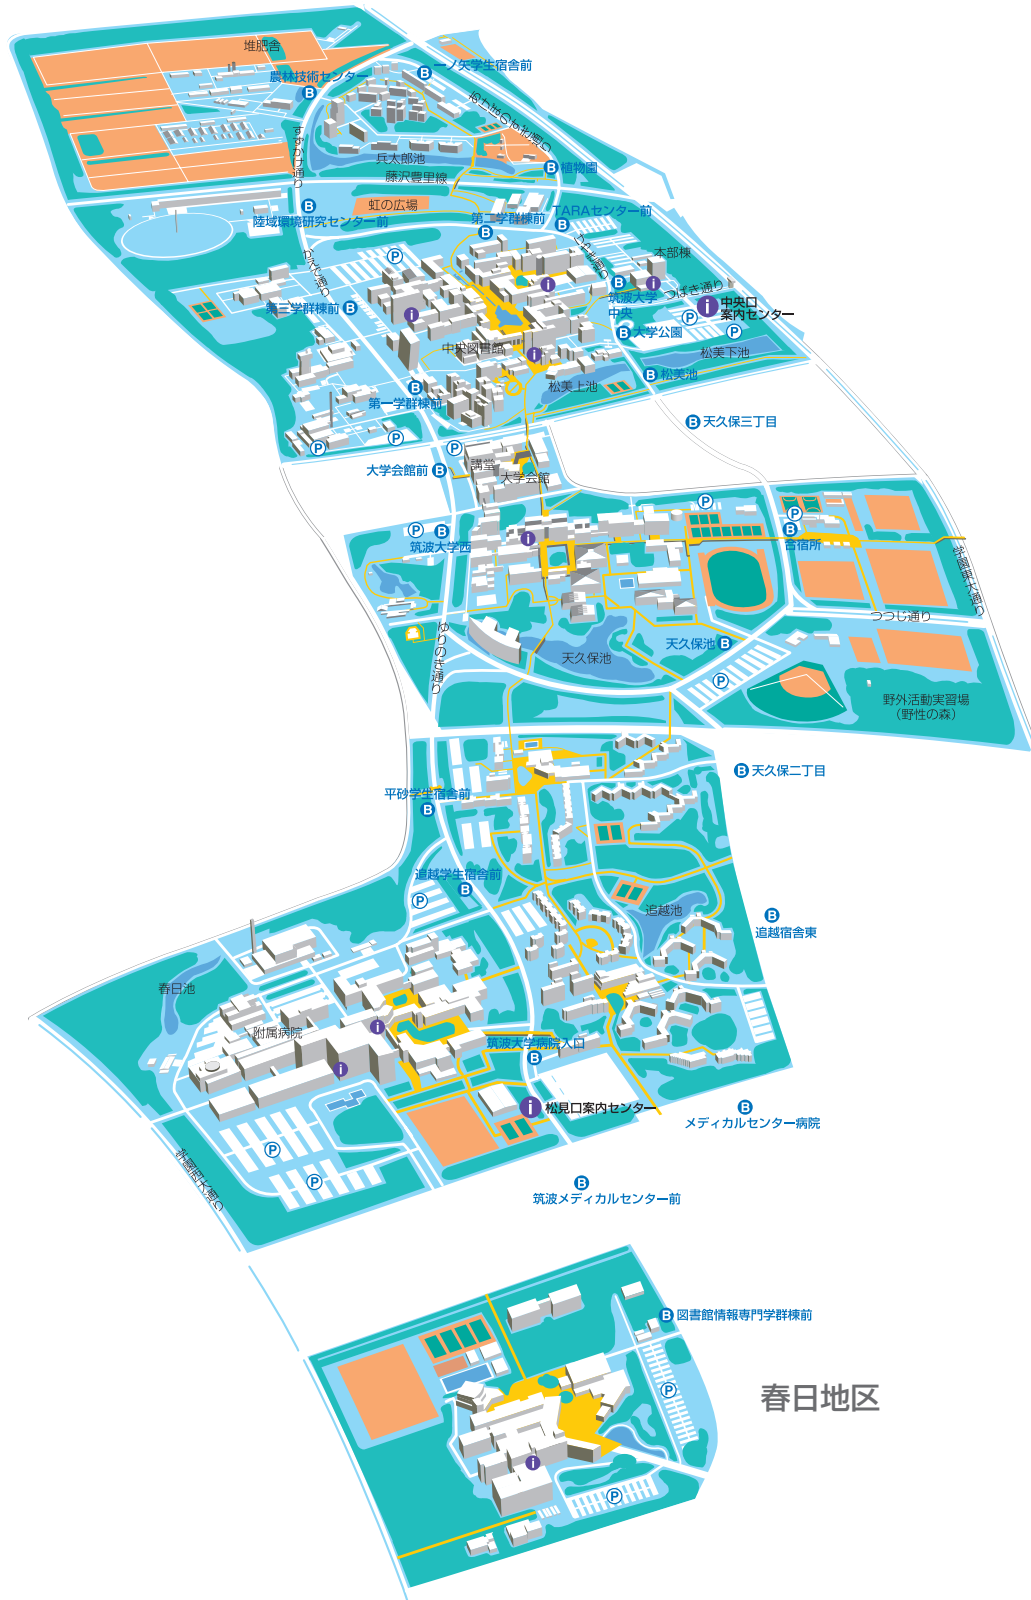 堆肥舎
B 一ノ矢学生宿舎前
農林技術センター
B
すずかけ通り
兵太郎池
B 植物園
藤沢豊里線
虹の広場
B
陸域環境研究センター前
第二学群棟前
B
TARAセンター前
B
かえで通り
P
本部棟
B
筑波大学
中央
i
つばき通り
i
中央口
案内センター
第三学群棟前 B
i
i
P
P
B 大学公園
中央図書館
i
松美下池
B
第一学群棟前
松美上池
B 松美池
B 天久保三丁目
P
P
P
大学会館前 B
講堂
大学会館
P
P
P
B
筑波大学西
i
B
合宿所
学園東大通り
つつじ通り
ゆりのき通り
天久保池
天久保池 B
P
野外活動実習場
（野性の森）
B 天久保二丁目
平砂学生宿舎前
B
追越学生宿舎前
B
P
追越池
B
追越宿舎東
春日池
附属病院
i
i
筑波大学病院入口
B
i 松見口案内センター
B
メディカルセンター病院
P
P
学園西大通り
B
筑波メディカルセンター前
B 図書館情報専門学群棟前
P
春日地区
i
P